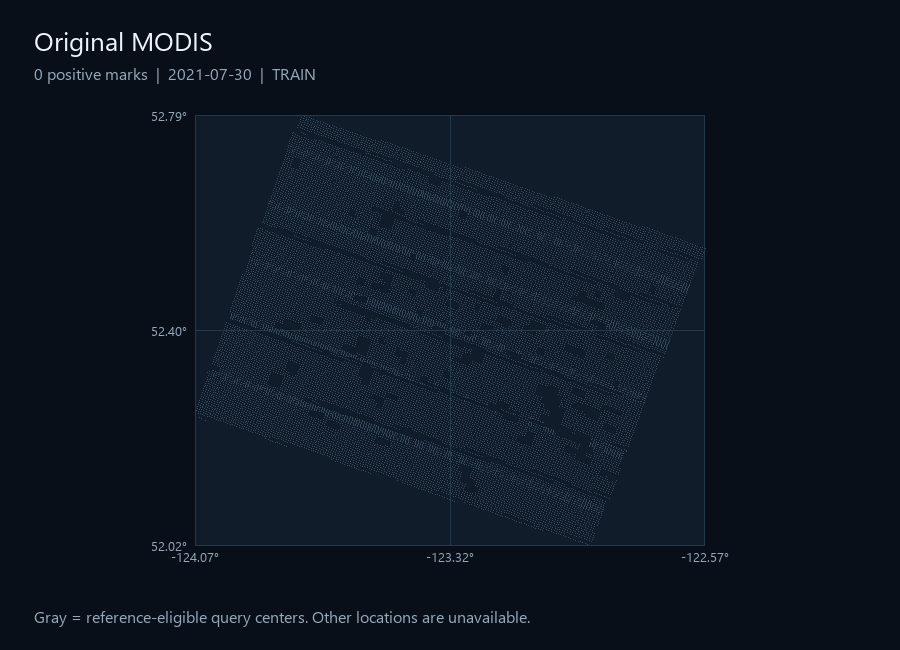 Original MODIS
0 positive marks | 2021-07-30 | TRAIN
52.79°
52.40°
52.02°
-124.07°
-123.32°
-122.57°
Gray = reference-eligible query centers. Other locations are unavailable.